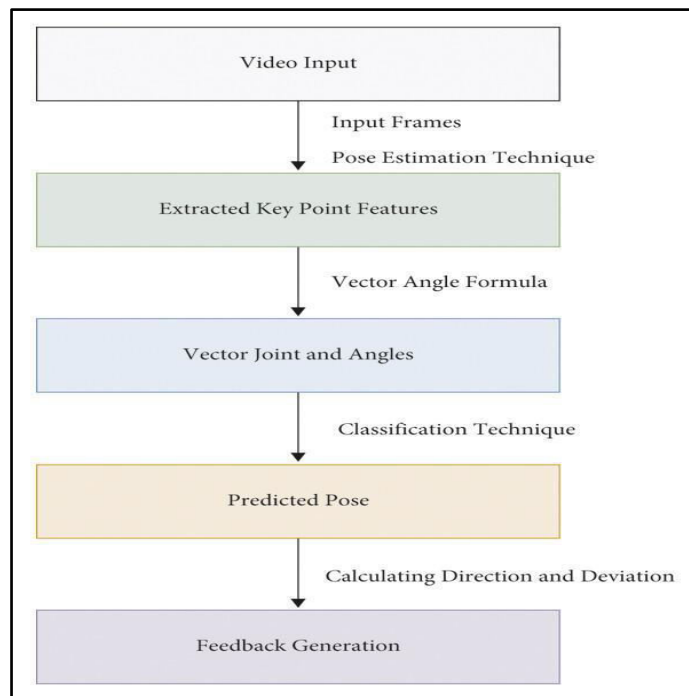 Video Input
Input Frames
Pose Estimation Technique
Extracted Key Point Features
Vector Angle Formula
Vector Joint and Angles
Classification Technique
Predicted Pose
Calculating Direction and Deviation
Feedback Generation